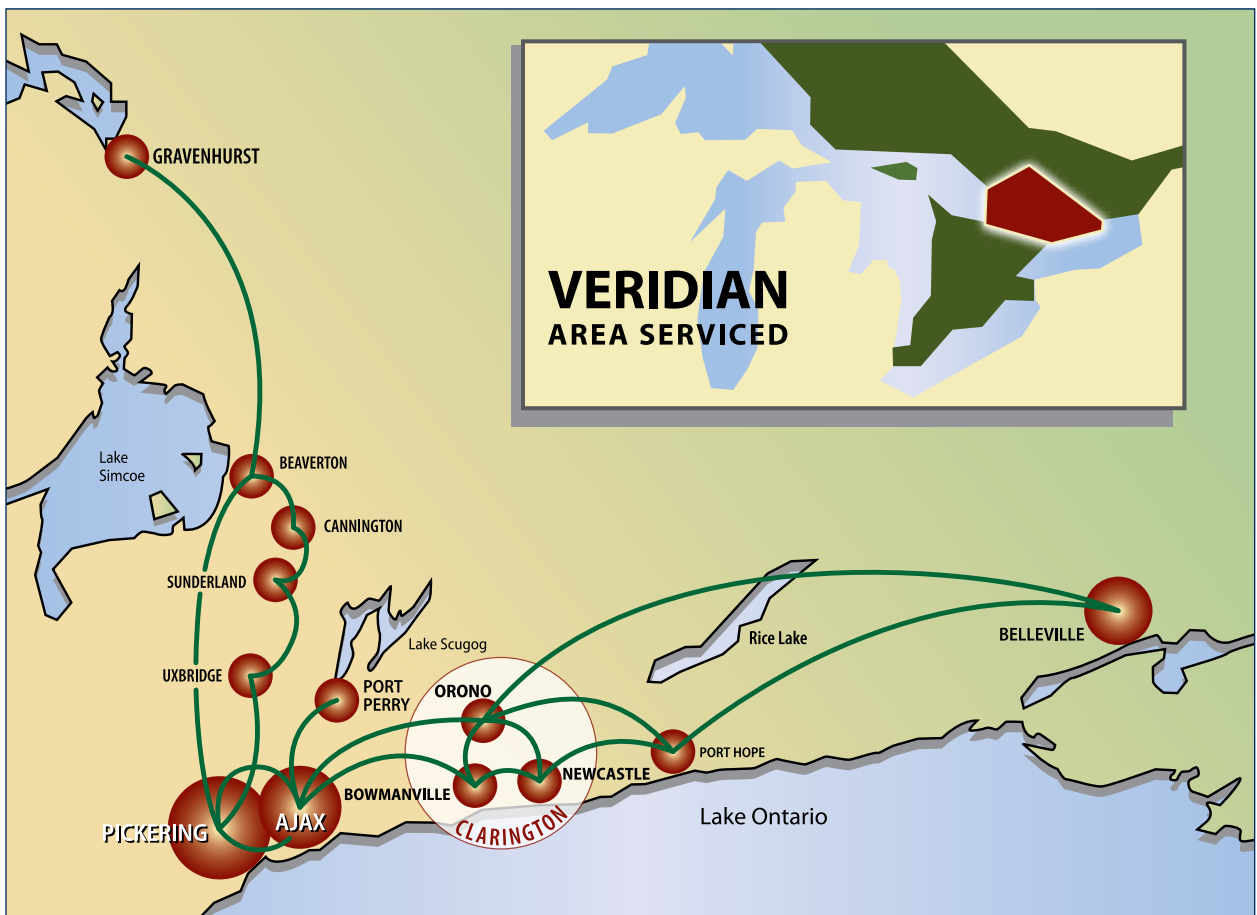 GRAVENHURST
VERIDIAN
AREA SERVICED
Lake
Simcoe
BEAVERTON
CANNINGTON
SUNDERLAND
Lake Scugog
Rice Lake
BELLEVILLE
UXBRIDGE
PORT
PERRY
ORONO
PORT HOPE
NEWCASTLE
BOWMANVILLE
PICKERING
AJAX
CLARINGTON
Lake Ontario